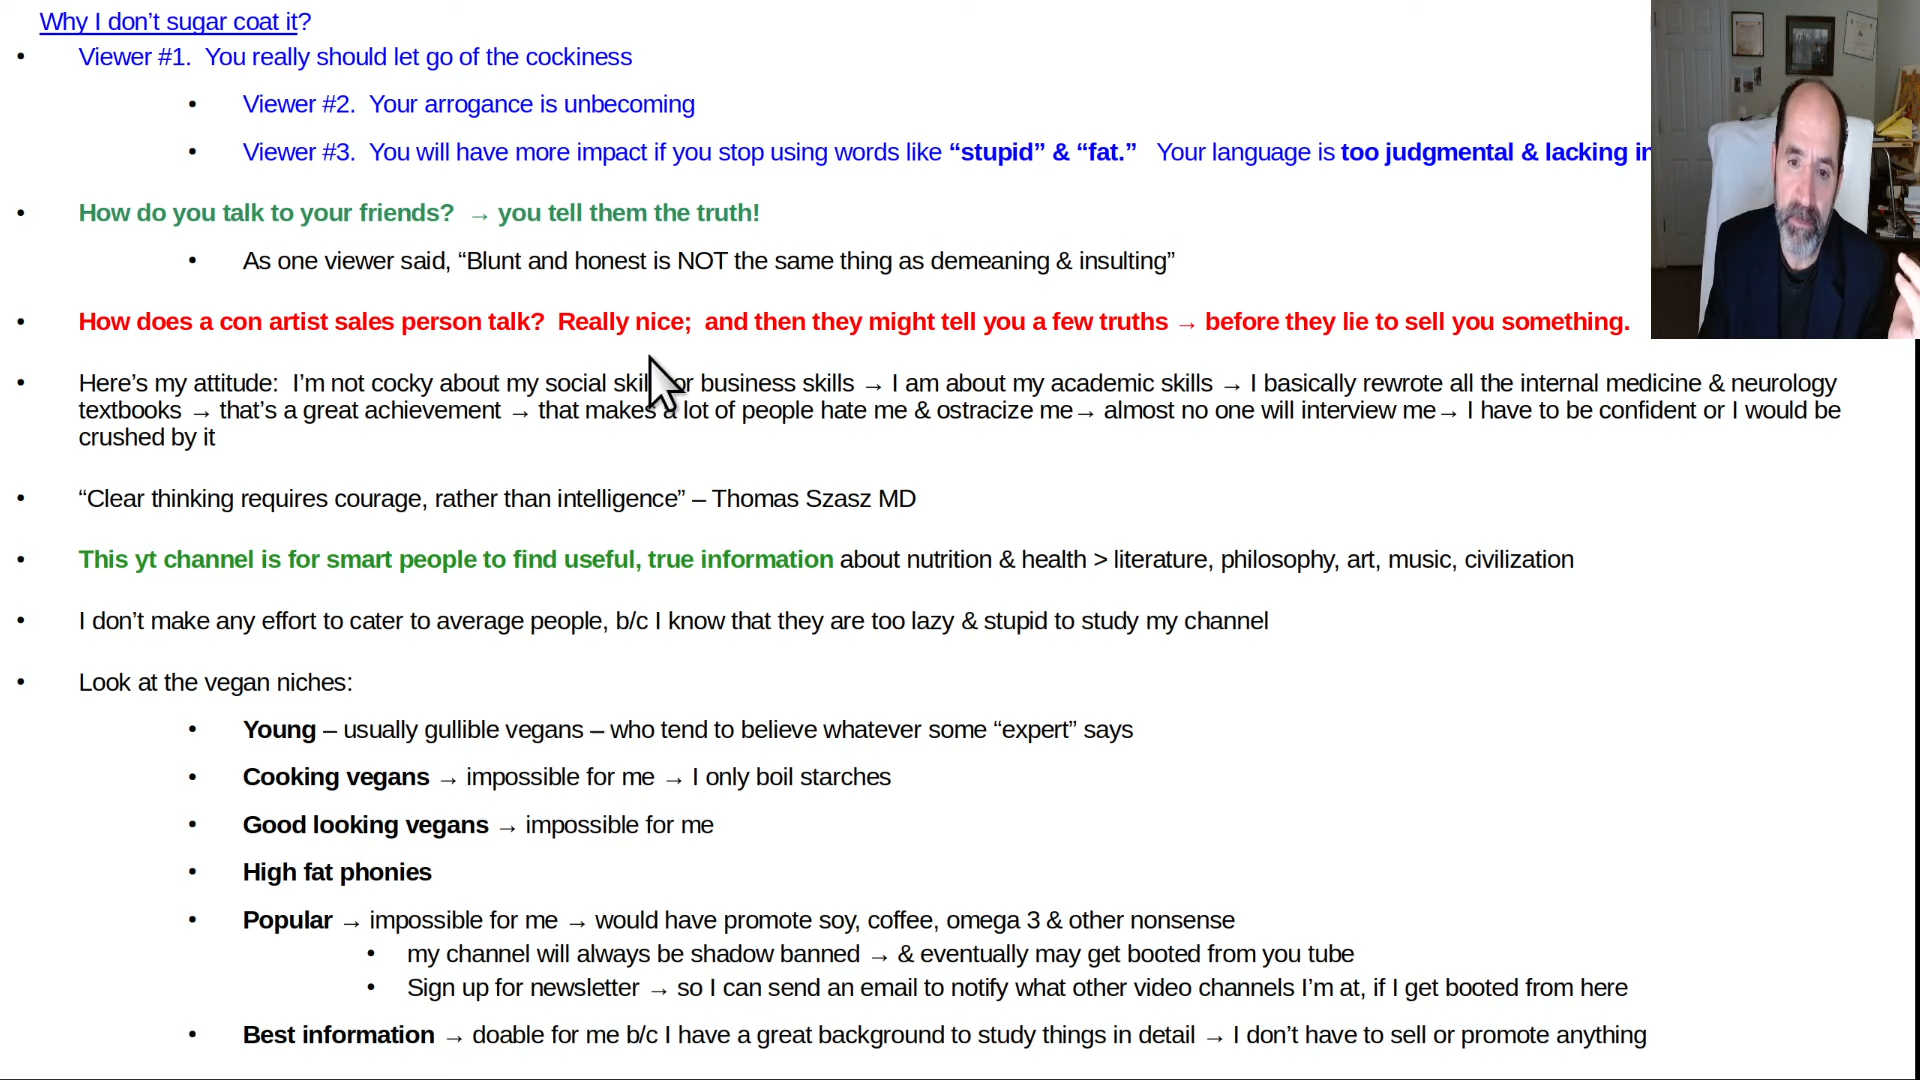 Why I don’t sugar coat it?
• Viewer #1.  You really should let go of the cockiness
• Viewer #2.  Your arrogance is unbecoming
• Viewer #3.  You will have more impact if you stop using words like “stupid” & “fat.”   Your language is too judgmental & lacking in
• How do you talk to your friends?  → you tell them the truth!
• As one viewer said, “Blunt and honest is NOT the same thing as demeaning & insulting”
• How does a con artist sales person talk?  Really nice;  and then they might tell you a few truths → before they lie to sell you something.
• Here’s my attitude:  I’m not cocky about my social skill or business skills → I am about my academic skills → I basically rewrote all the internal medicine & neurology
textbooks → that’s a great achievement → that makes a lot of people hate me & ostracize me→ almost no one will interview me→ I have to be confident or I would be
crushed by it
• “Clear thinking requires courage, rather than intelligence” – Thomas Szasz MD
• This yt channel is for smart people to find useful, true information about nutrition & health > literature, philosophy, art, music, civilization
• I don’t make any effort to cater to average people, b/c I know that they are too lazy & stupid to study my channel
• Look at the vegan niches:
• Young – usually gullible vegans – who tend to believe whatever some “expert” says
• Cooking vegans → impossible for me → I only boil starches
• Good looking vegans → impossible for me
• High fat phonies
• Popular → impossible for me → would have promote soy, coffee, omega 3 & other nonsense
• my channel will always be shadow banned → & eventually may get booted from you tube
• Sign up for newsletter → so I can send an email to notify what other video channels I’m at, if I get booted from here
• Best information → doable for me b/c I have a great background to study things in detail → I don’t have to sell or promote anything